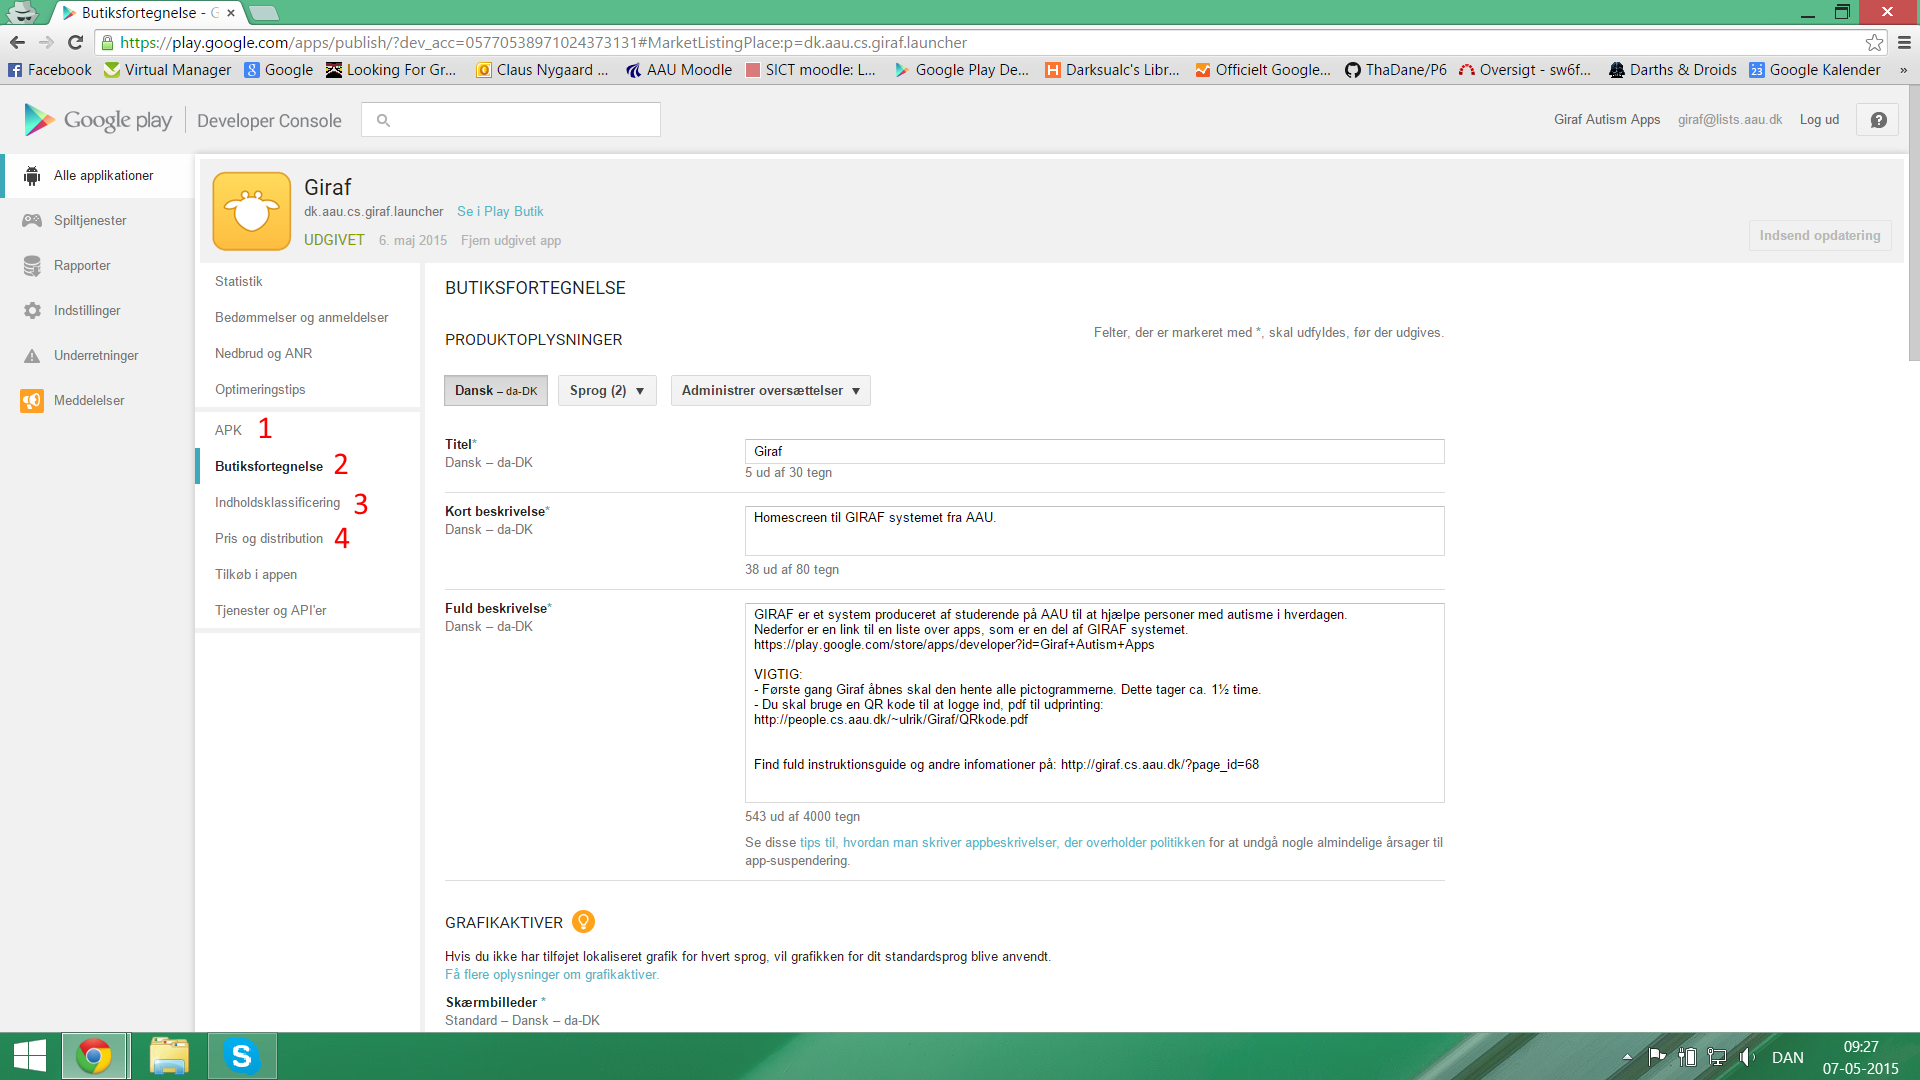 Butiksfortegnelse - G
https://play.google.com/apps/publish/?dev_acc=05770538971024373131#MarketListingPlace:p=dk.aau.cs.giraf.launcher
Facebook Virtual Manager Google Looking For Gr... Claus Nygaard ... AAU Moodle SICT moodle: L... Google Play De... Darksualc's Libr... Officielt Google... ThaDane/P6 Oversigt - sw6f... Darths & Droids 23 Google Kalender »
Google play Developer Console
Giraf Autism Apps giraf@lists.aau.dk Log ud
Alle applikationer
Spiltjenester
Rapporter
Indstillinger
Underretninger
Meddelelser
Giraf
dk.aau.cs.giraf.launcher Se i Play Butik
UDGIVET 6. maj 2015 Fjern udgivet app
Indsend opdatering
Statistik
Bedømmelser og anmeldelser
Nedbrud og ANR
Optimeringstips
APK 1
Butiksfortegnelse 2
Indholdsklassificering 3
Pris og distribution 4
Tilkøb i appen
Tjenester og API'er
BUTIKSFORTEGNELSE
PRODUKTOPLYSNINGER
Felter, der er markeret med *, skal udfyldes, før der udgives.
Dansk – da-DK Sprog (2) Administrer oversættelser
Titel*
Dansk – da-DK
Giraf
5 ud af 30 tegn
Kort beskrivelse*
Dansk – da-DK
Homescreen til GIRAF systemet fra AAU.
38 ud af 80 tegn
Fuld beskrivelse*
Dansk – da-DK
GIRAF er et system produceret af studerende på AAU til at hjælpe personer med autisme i hverdagen.
Nederfor er en link til en liste over apps, som er en del af GIRAF systemet.
https://play.google.com/store/apps/developer?id=Giraf+Autism+Apps
VIGTIG:
- Første gang Giraf åbnes skal den hente alle pictogrammerne. Dette tager ca. 1½ time.
- Du skal bruge en QR kode til at logge ind, pdf til udprinting:
http://people.cs.aau.dk/~ulrik/Giraf/QRkode.pdf
Find fuld instruktionsguide og andre infomationer på: http://giraf.cs.aau.dk/?page_id=68
543 ud af 4000 tegn
Se disse tips til, hvordan man skriver appbeskrivelser, der overholder politikken for at undgå nogle almindelige årsager til
app-suspendering.
GRAFIKAKTIVER
Hvis du ikke har tilføjet lokaliseret grafik for hvert sprog, vil grafikken for dit standardsprog blive anvendt.
Få flere oplysninger om grafikaktiver.
Skærmbilleder *
Standard – Dansk – da-DK
DAN
09:27
07-05-2015